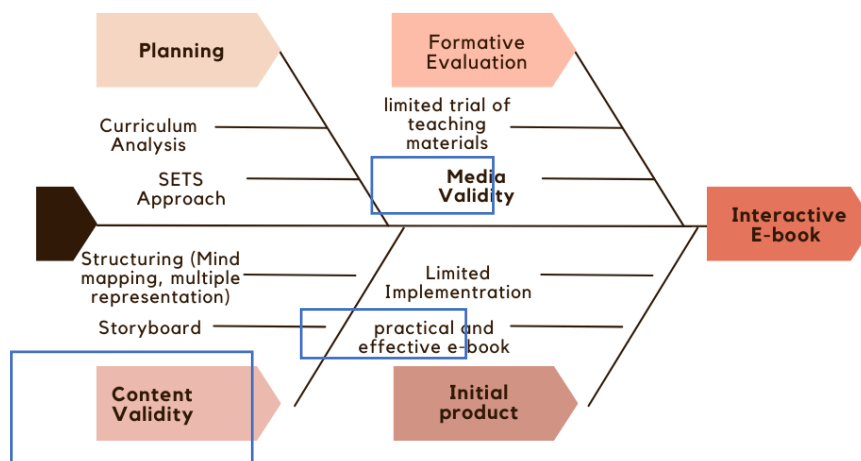 Planning
Formative
Evaluation
Curriculum
Analysis
limited trial of
teaching
materials
SETS
Approach
Media
Validity
Interactive
E-book
Structuring (Mind
mapping, multiple
representation)
Limited
Implementration
Storyboard
practical and
effective e-book
Content
Validity
Initial
product